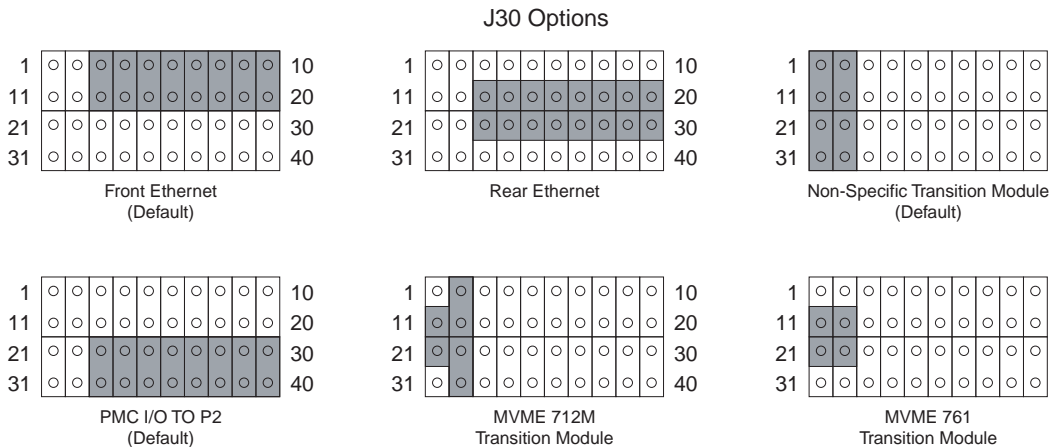 J30 Options
1 10
11 20
21 30
31 40
Front Ethernet
(Default)
1 10
11 20
21 30
31 40
Rear Ethernet
1
11
21
31
Non-Specific Transition Module
(Default)
1 10
11 20
21 30
31 40
PMC I/O TO P2
(Default)
1 10
11 20
21 30
31 40
MVME 712M
Transition Module
1
11
21
31
MVME 761
Transition Module